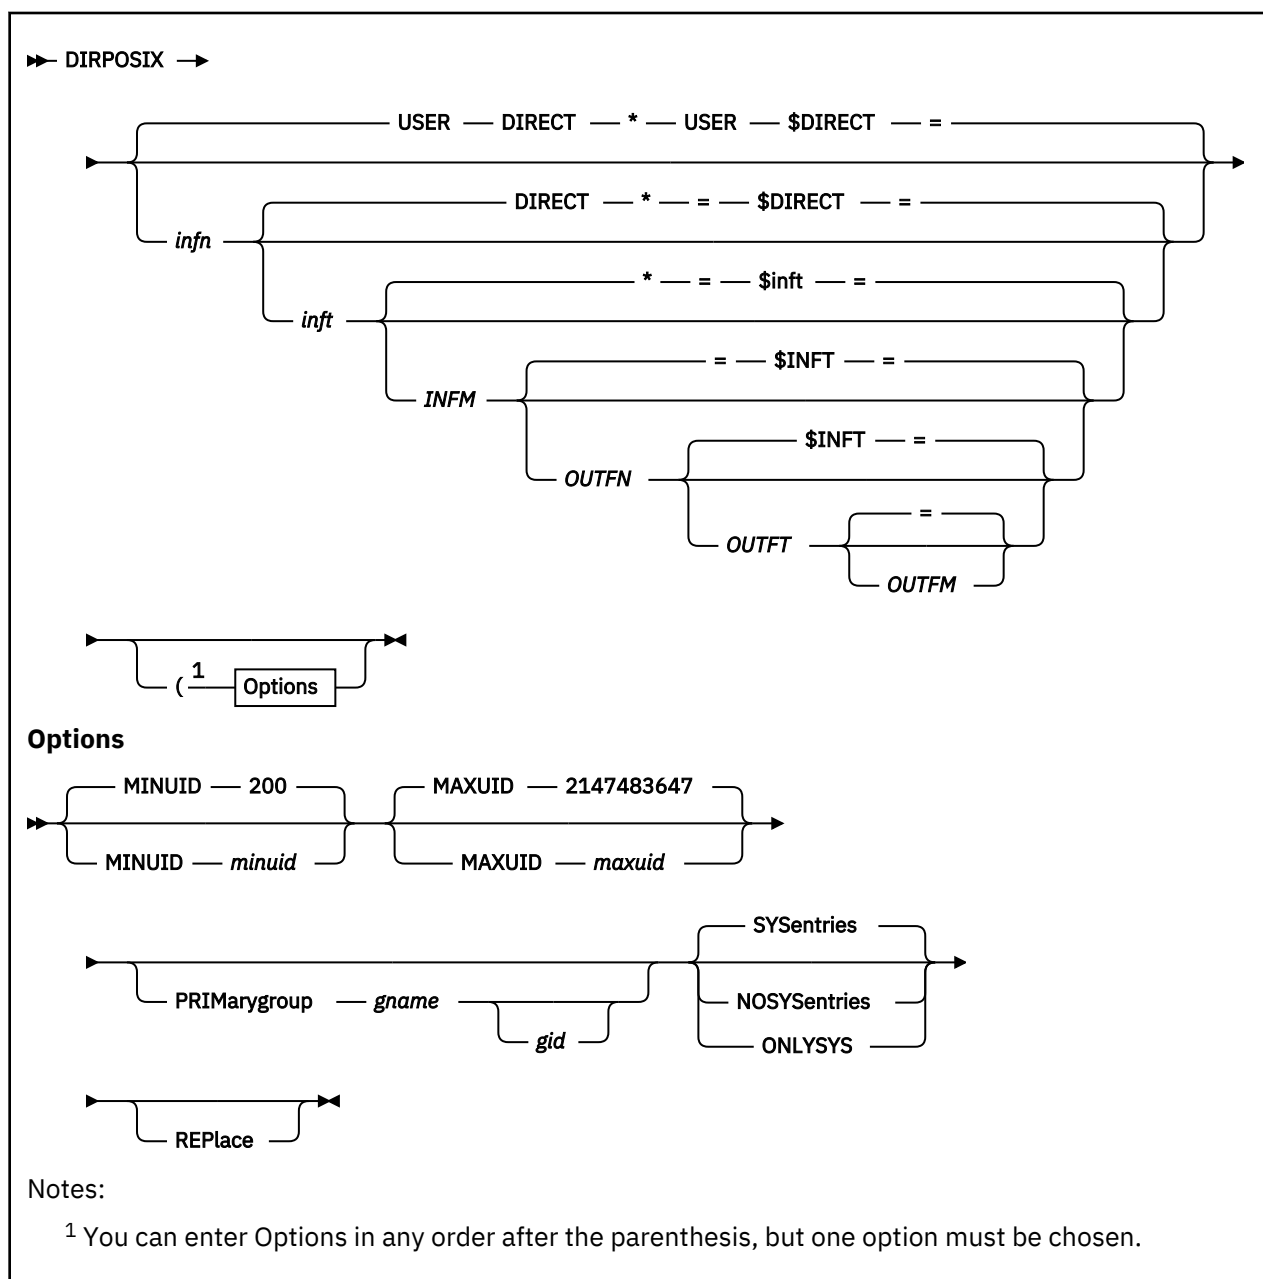 DIRPOSIX
USER DIRECT * USER $DIRECT =
DIRECT * = $DIRECT =
infn
* = $inft =
inft
= $INFT =
INFM
$INFT =
OUTFN
=
OUTFT
OUTFM
( 1 Options
Options
MINUID 200 MAXUID 2147483647
MINUID minuid MAXUID maxuid
SYSentries
PRIMarygroup gname NOSYSentries
gid ONLYSYS
REPlace
Notes:
1 You can enter Options in any order after the parenthesis, but one option must be chosen.